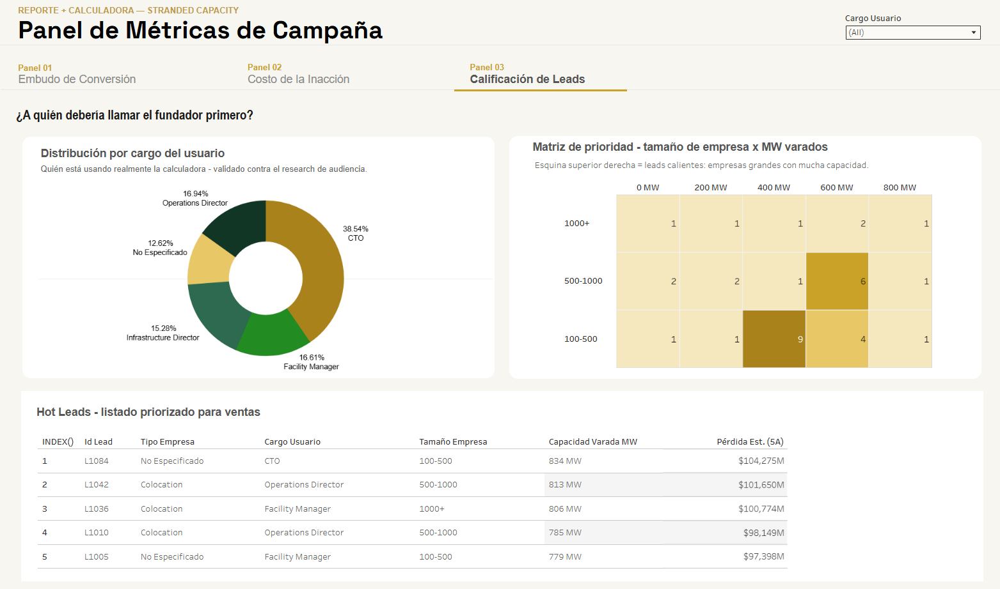 REPORTE + CALCULADORA — STRANDED CAPACITY
Panel de Métricas de Campaña
Cargo Usuario
(All)
Panel 01
Embudo de Conversión
Panel 02
Costo de la Inacción
Panel 03
Calificación de Leads
¿A quién debería llamar el fundador primero?
Distribución por cargo del usuario
Quién está usando realmente la calculadora - validado contra el research de audiencia.
16.94%
Operations Director
38.54%
CTO
12.62%
No Especificado
15.28%
Infrastructure Director
16.61%
Facility Manager
Matriz de prioridad - tamaño de empresa x MW varados
Esquina superior derecha = leads calientes: empresas grandes con mucha capacidad.
0 MW 200 MW 400 MW 600 MW 800 MW
1000+ 1 1 1 2 1
500-1000 2 2 1 6 1
100-500 1 1 9 4 1
Hot Leads - listado priorizado para ventas
INDEX() Id Lead Tipo Empresa Cargo Usuario Tamaño Empresa Capacidad Varada MW Pérdida Est. (5A)
1 L1084 No Especificado CTO 100-500 834 MW $104,275M
2 L1042 Colocation Operations Director 500-1000 813 MW $101,650M
3 L1036 Colocation Facility Manager 1000+ 806 MW $100,774M
4 L1010 Colocation Operations Director 500-1000 785 MW $98,149M
5 L1005 No Especificado Facility Manager 100-500 779 MW $97,398M